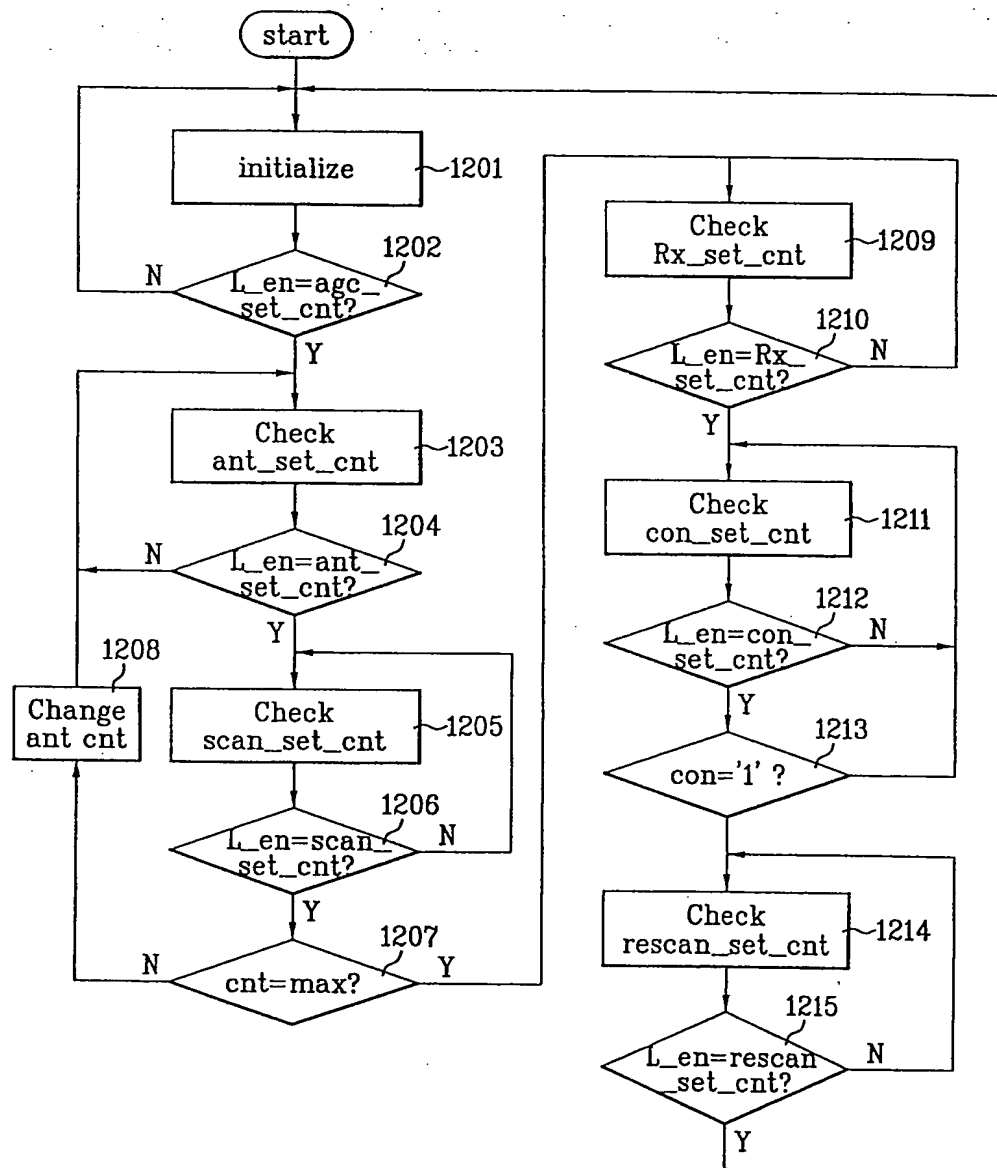 start
initialize
1201
1202
L_en=agc_
set_cnt?
N
Y
Check
ant_set_cnt
1203
1204
L_en=ant_
set_cnt?
N
Y
1208
Change
ant cnt
Check
scan_set_cnt
1205
1206
L_en=scan_
set_cnt?
N
Y
1207
cnt=max?
N
Y
Check
Rx_set_cnt
1209
1210
L_en=Rx_
set_cnt?
N
Y
Check
con_set_cnt
1211
1212
L_en=con_
set_cnt?
N
Y
1213
con='1' ?
Check
rescan_set_cnt
1214
1215
L_en=rescan
_set_cnt?
N
Y